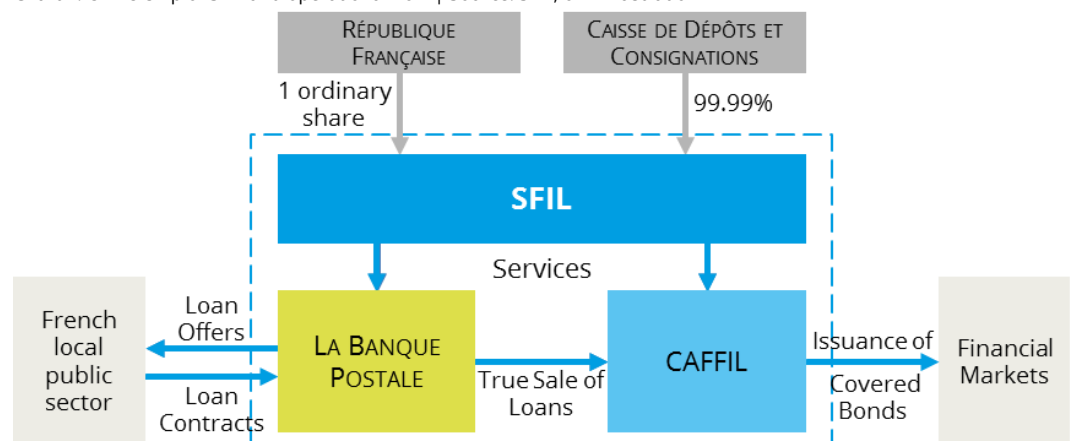 RÉPUBLIQUE
FRANÇAISE
CAISSE DE DÉPÔTS ET
CONSIGNATIONS
1 ordinary
share
99.99%
SFIL
Services
French
local
public
sector
Loan
Offers
Loan
Contracts
LA BANQUE
POSTALE
True Sale of
Loans
CAFFIL
Issuance of
Covered
Bonds
Financial
Markets